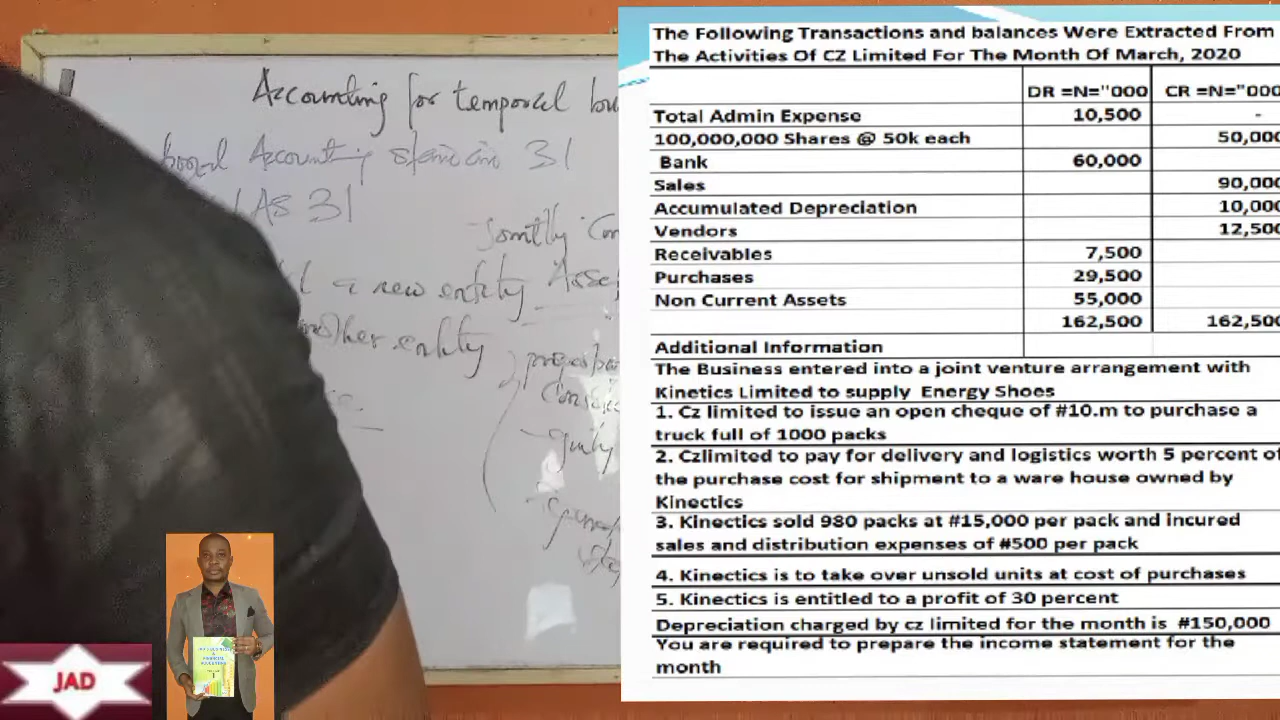 Accounting for temporal
Accounting 31
IAS 31
Jointly
a new entity
another entity
equity
The Following Transactions and balances Were Extracted From
The Activities Of CZ Limited For The Month Of March, 2020
DR =N="000 CR =N="000
Total Admin Expense 10,500 -
100,000,000 Shares @ 50k each 50,000
Bank 60,000
Sales 90,000
Accumulated Depreciation 10,000
Vendors 12,500
Receivables 7,500
Purchases 29,500
Non Current Assets 55,000
162,500 162,500
Additional Information
The Business entered into a joint venture arrangement with
Kinetics Limited to supply Energy Shoes
1. Cz limited to issue an open cheque of #10.m to purchase a
truck full of 1000 packs
2. Czlimited to pay for delivery and logistics worth 5 percent of
the purchase cost for shipment to a ware house owned by
Kinectics
3. Kinectics sold 980 packs at #15,000 per pack and incured
sales and distribution expenses of #500 per pack
4. Kinectics is to take over unsold units at cost of purchases
5. Kinectics is entitled to a profit of 30 percent
Depreciation charged by cz limited for the month is #150,000
You are required to prepare the income statement for the
month
JAD